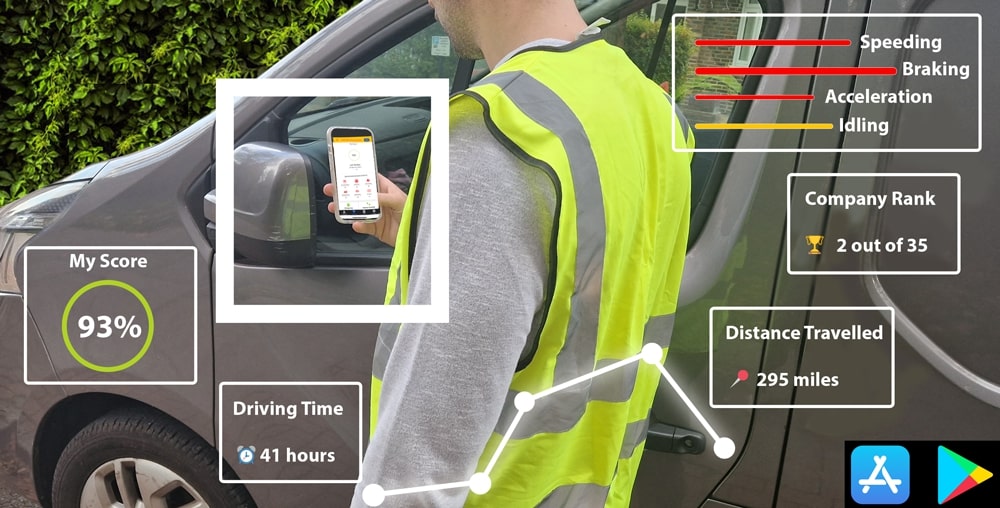 Speeding
Braking
Acceleration
Idling
Company Rank
2 out of 35
My Score
93%
Distance Travelled
295 miles
Driving Time
41 hours